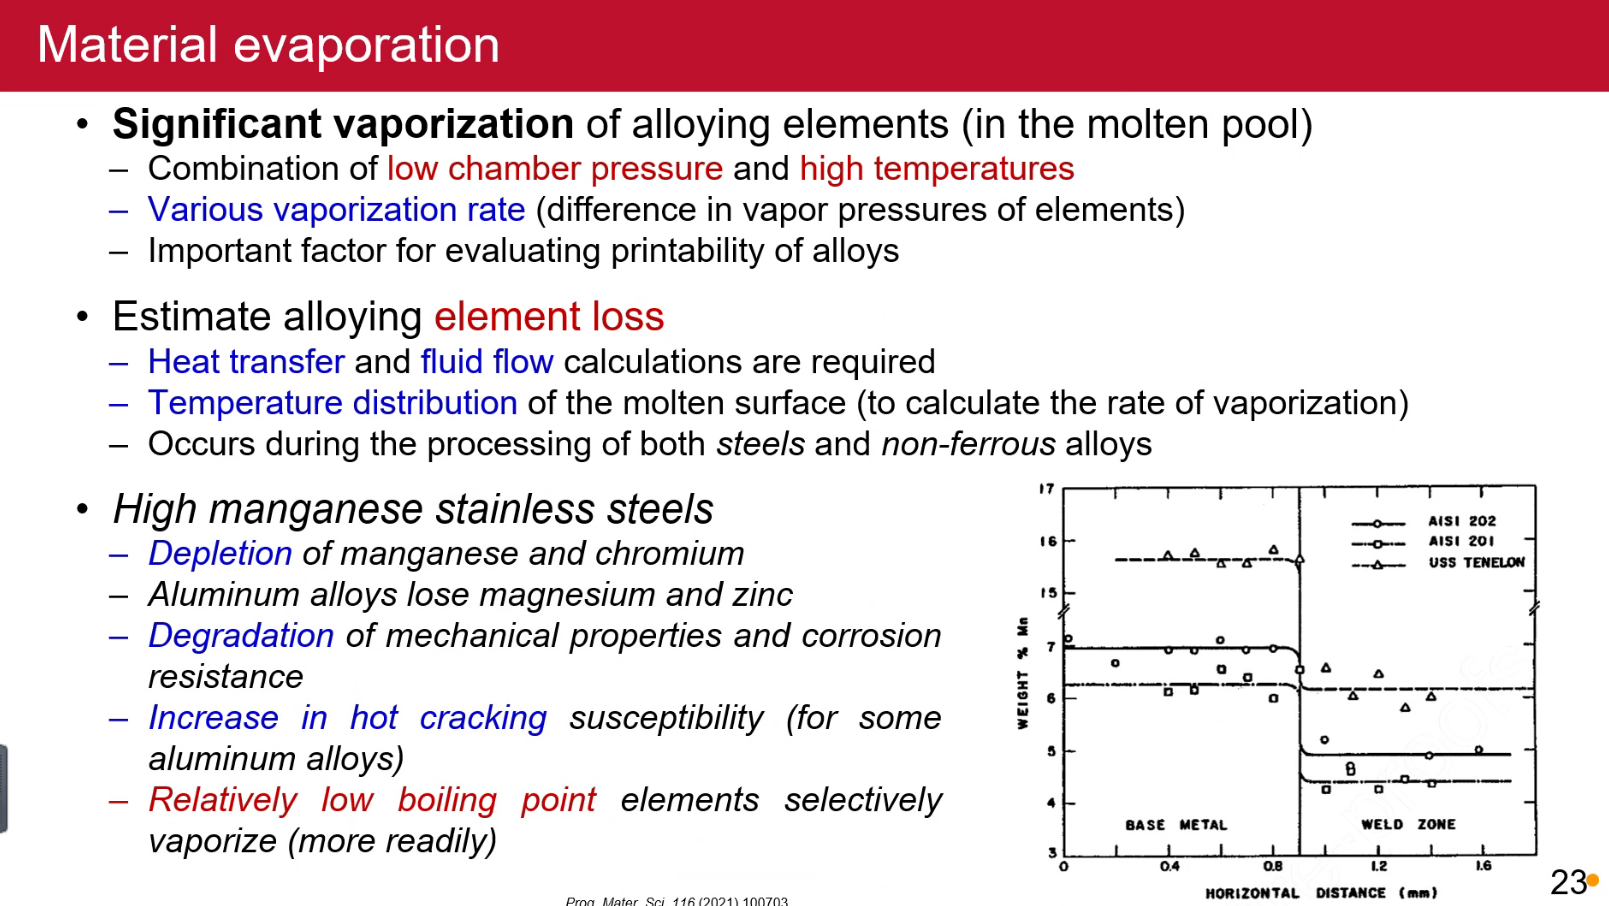 Material evaporation
• Significant vaporization of alloying elements (in the molten pool)
– Combination of low chamber pressure and high temperatures
– Various vaporization rate (difference in vapor pressures of elements)
– Important factor for evaluating printability of alloys
• Estimate alloying element loss
– Heat transfer and fluid flow calculations are required
– Temperature distribution of the molten surface (to calculate the rate of vaporization)
– Occurs during the processing of both steels and non-ferrous alloys
• High manganese stainless steels
– Depletion of manganese and chromium
– Aluminum alloys lose magnesium and zinc
– Degradation of mechanical properties and corrosion
resistance
– Increase in hot cracking susceptibility (for some
aluminum alloys)
– Relatively low boiling point elements selectively
vaporize (more readily)
17
16
15
7
6
5
4
3
WEIGHT % Mn
AISI 202
AISI 201
USS TENELON
BASE METAL
WELD ZONE
0 0.4 0.8 1.2 1.6
HORIZONTAL DISTANCE (mm)
Prog. Mater. Sci. 116 (2021) 100703
23